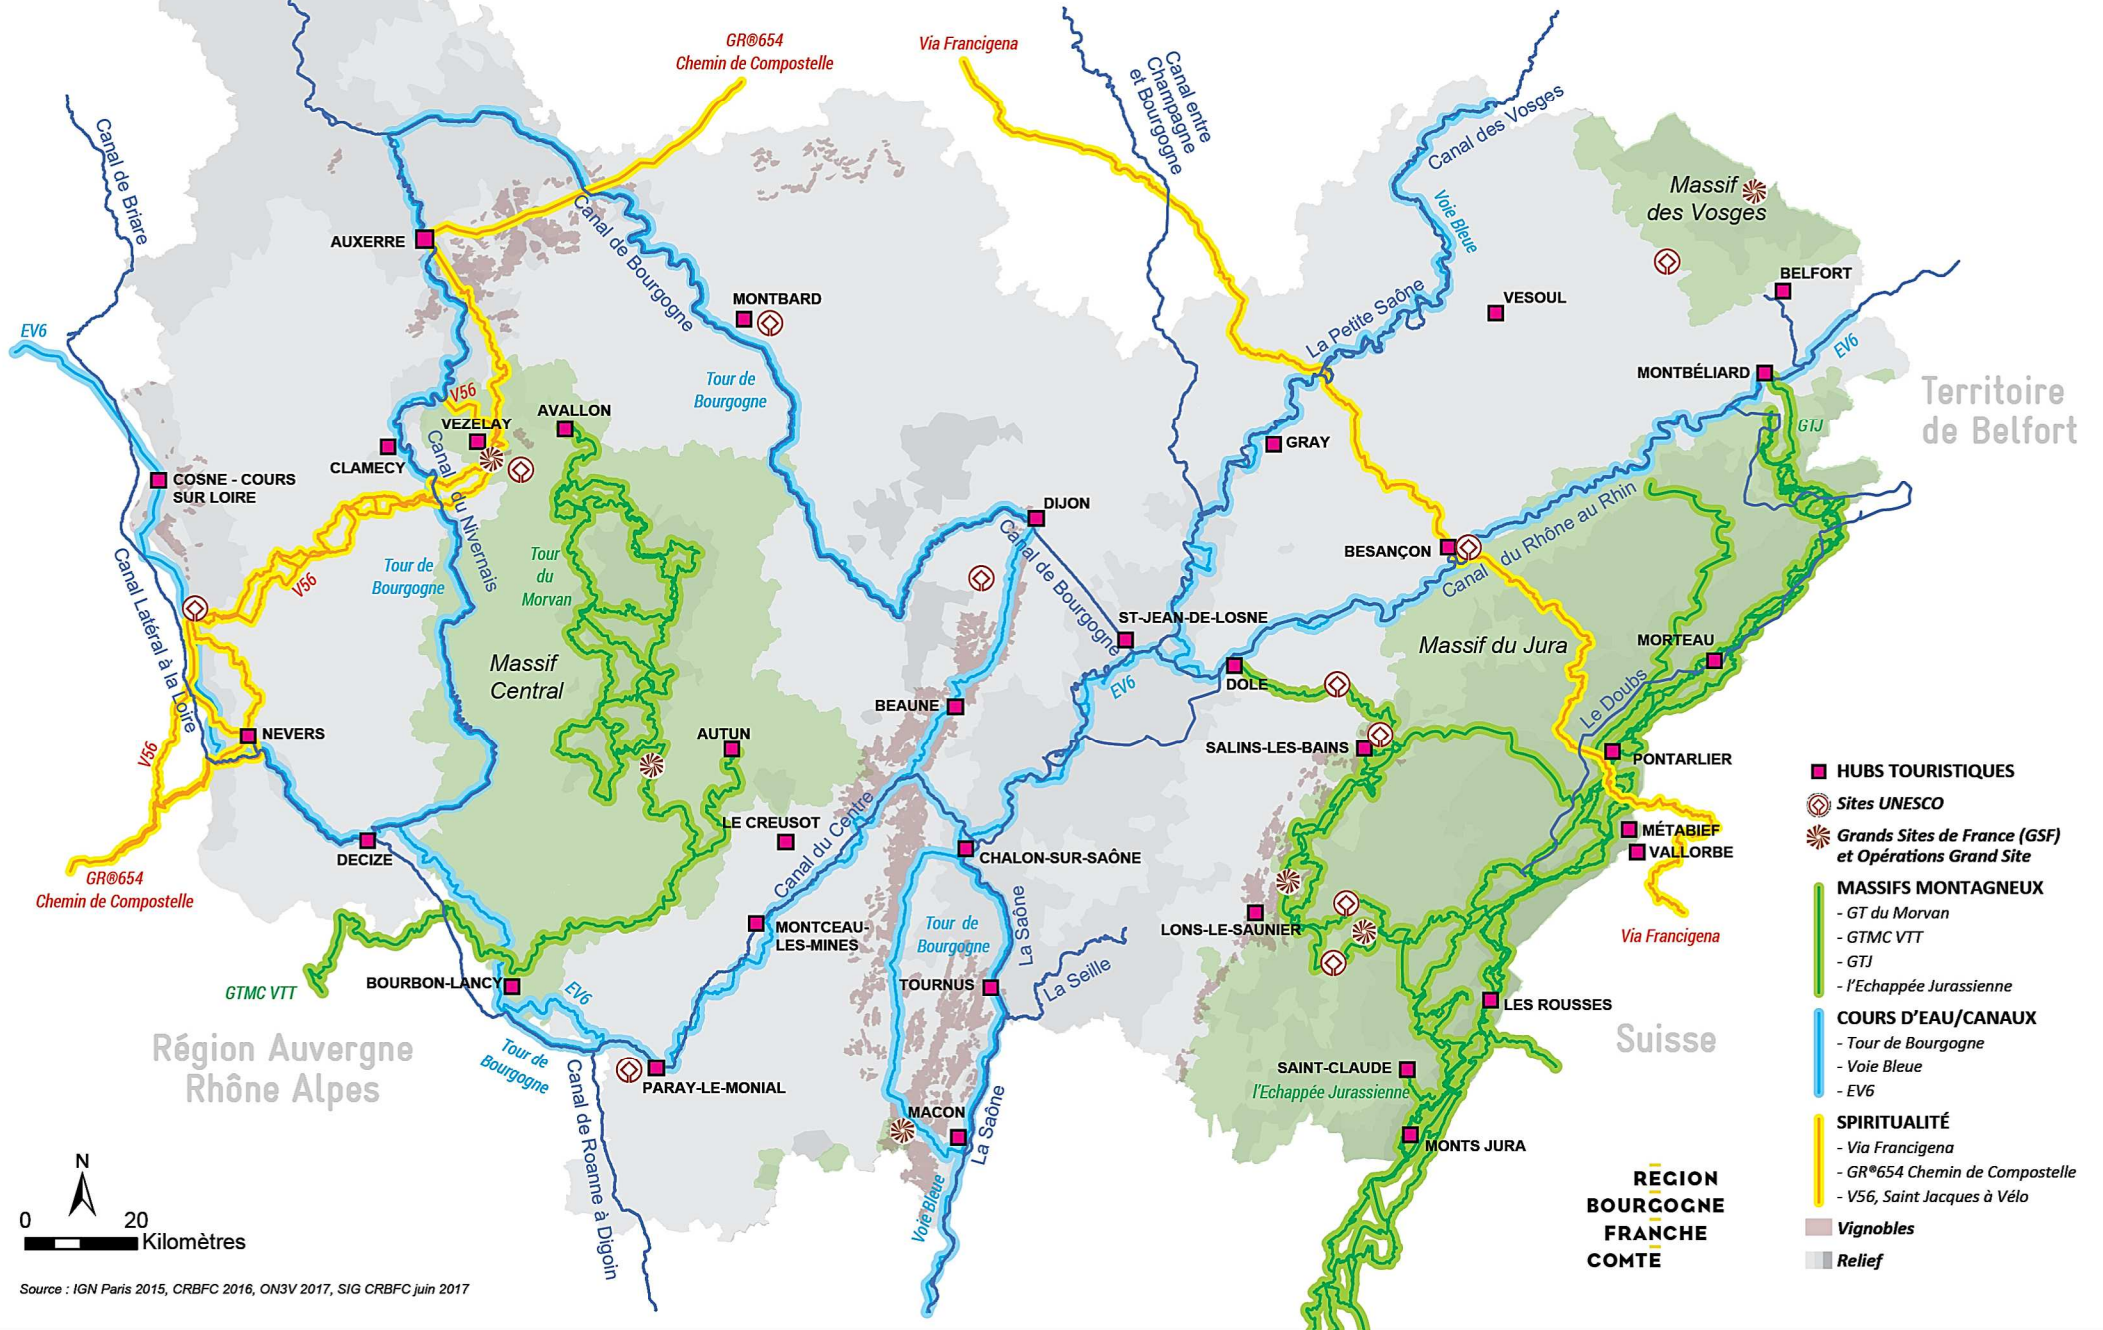 GR®654
Chemin de Compostelle
Via Francigena
Canal entre
Champagne
et Bourgogne
Canal des Vosges
Canal de Briare
Massif
des Vosges
Voie Bleue
AUXERRE
Canal de Bourgogne
BELFORT
MONTBARD
VESOUL
La Petite Saône
EV6
EV6
MONTBÉLIARD
Tour de
Bourgogne
Territoire
de Belfort
V56
AVALLON
VEZELAY
GTJ
GRAY
CLAMECY
Canal du Nivernais
COSNE - COURS
SUR LOIRE
DIJON
Canal du Rhône au Rhin
Canal de Bourgogne
BESANÇON
Tour
du
Morvan
Tour de
Bourgogne
V56
Canal Latéral à la Loire
ST-JEAN-DE-LOSNE
Massif du Jura
MORTEAU
Massif
Central
EV6
DOLE
Le Doubs
BEAUNE
NEVERS
AUTUN
SALINS-LES-BAINS
V56
PONTARLIER
LE CREUSOT
Canal du Centre
MÉTABIEF
VALLORBE
DECIZE
CHALON-SUR-SAÔNE
GR®654
Chemin de Compostelle
La Saône
MONTCEAU-
LES-MINES
Tour de
Bourgogne
LONS-LE-SAUNIER
Via Francigena
GTMC VTT
BOURBON-LANCY
EV6
TOURNUS
La Seille
LES ROUSSES
Région Auvergne
Rhône Alpes
Tour de
Bourgogne
Suisse
PARAY-LE-MONIAL
SAINT-CLAUDE
l'Echappée Jurassienne
Canal de Roanne à Digoin
MACON
La Saône
MONTS JURA
Voie Bleue
HUBS TOURISTIQUES
Sites UNESCO
Grands Sites de France (GSF)
et Opérations Grand Site
MASSIFS MONTAGNEUX
- GT du Morvan
- GTMC VTT
- GTJ
- l'Echappée Jurassienne
COURS D'EAU/CANAUX
- Tour de Bourgogne
- Voie Bleue
- EV6
SPIRITUALITÉ
- Via Francigena
- GR®654 Chemin de Compostelle
- V56, Saint Jacques à Vélo
Vignobles
Relief
REGION
BOURGOGNE
FRANCHE
COMTE
N
0 20
Kilomètres
Source : IGN Paris 2015, CRBFC 2016, ON3V 2017, SIG CRBFC juin 2017